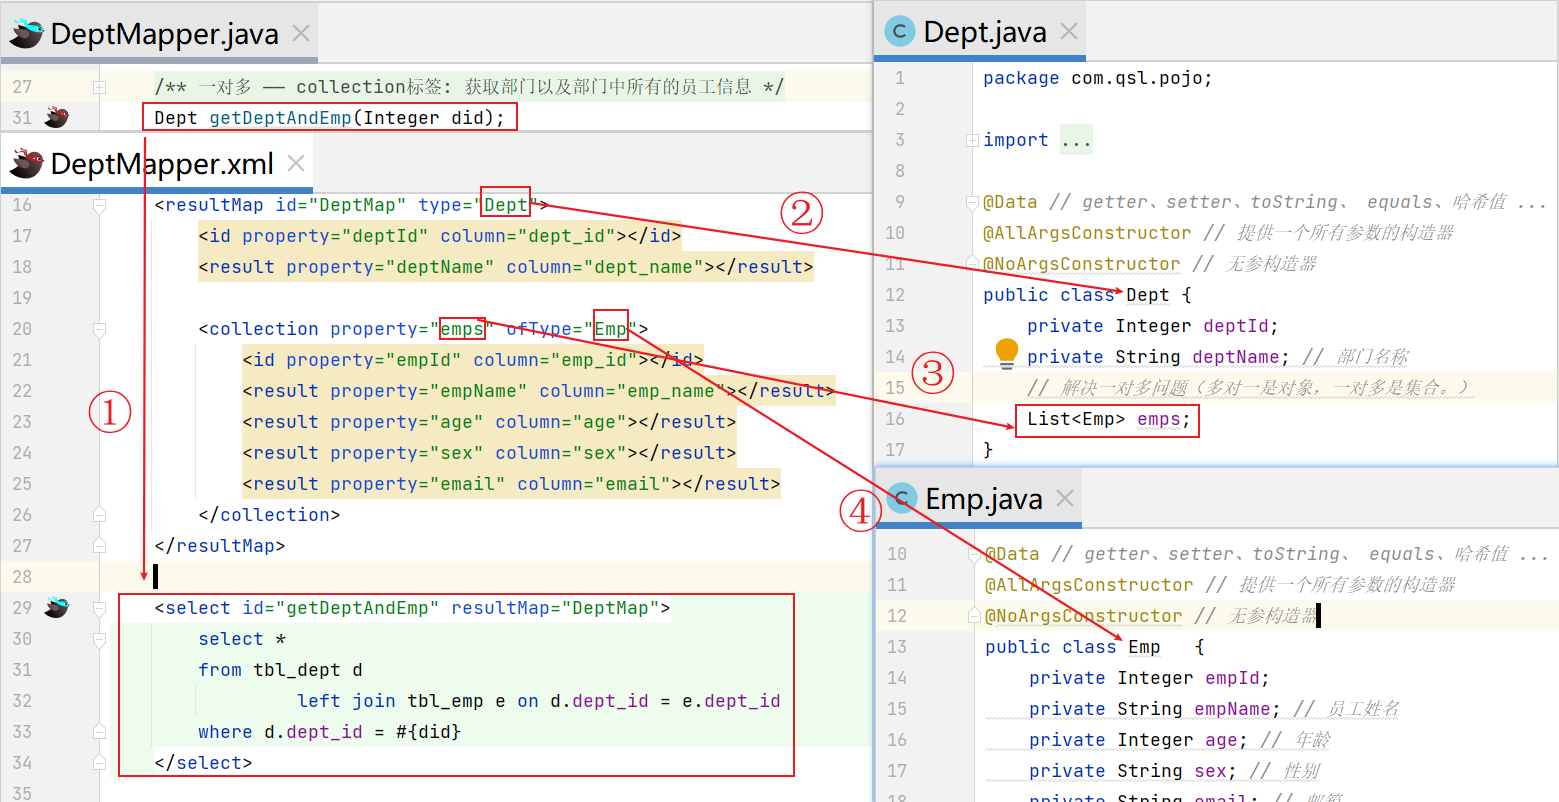 DeptMapper.java
27 /** 一对多 —— collection标签: 获取部门以及部门中所有的员工信息 */
31 Dept getDeptAndEmp(Integer did);
DeptMapper.xml
16 <resultMap id="DeptMap" type="Dept">
17 <id property="deptId" column="dept_id"></id>
18 <result property="deptName" column="dept_name"></result>
19
20 <collection property="emps" ofType="Emp">
21 <id property="empId" column="emp_id"></id>
22 <result property="empName" column="emp_name"></result>
23 <result property="age" column="age"></result>
24 <result property="sex" column="sex"></result>
25 <result property="email" column="email"></result>
26 </collection>
27 </resultMap>
28
29 <select id="getDeptAndEmp" resultMap="DeptMap">
30 select *
31 from tbl_dept d
32 left join tbl_emp e on d.dept_id = e.dept_id
33 where d.dept_id = #{did}
34 </select>
35
①
②
③
④
C Dept.java
1 package com.qsl.pojo;
2
3 import ...
8
9 @Data // getter、setter、toString、 equals、哈希值 ...
10 @AllArgsConstructor // 提供一个所有参数的构造器
11 @NoArgsConstructor // 无参构造器
12 public class Dept {
13 private Integer deptId;
14 private String deptName; // 部门名称
15 // 解决一对多问题（多对一是对象，一对多是集合。）
16 List<Emp> emps;
17 }
C Emp.java
10 @Data // getter、setter、toString、 equals、哈希值 ...
11 @AllArgsConstructor // 提供一个所有参数的构造器
12 @NoArgsConstructor // 无参构造器
13 public class Emp {
14 private Integer empId;
15 private String empName; // 员工姓名
16 private Integer age; // 年龄
17 private String sex; // 性别
18 private String email; // 邮箱